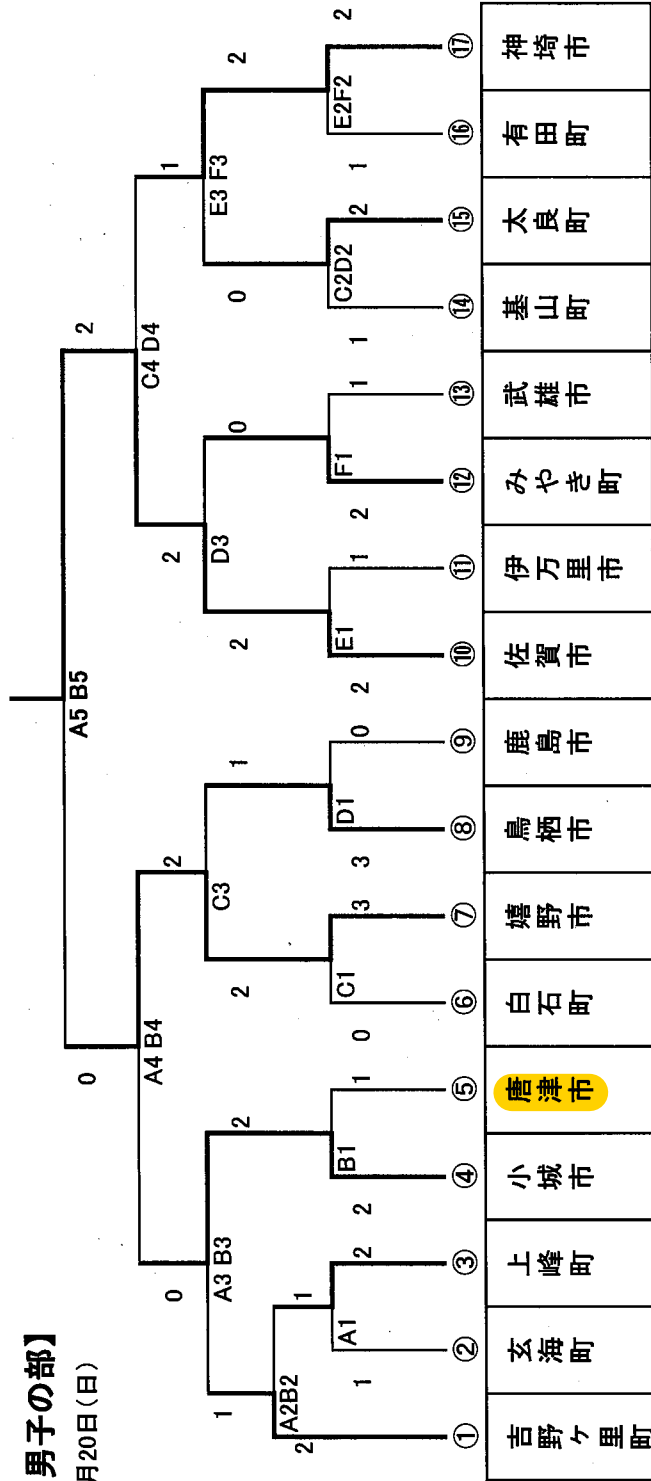 男子の部】
月20日(日)
A5 B5
0
2
A4 B4
C4 D4
0
2
2
1
A3 B3
C3
D3
E3 F3
1
2
2
1
2
0
0
2
A2B2
2
1
A1
B1
C1
D1
E1
F1
C2D2
E2F2
1
2
2
1
0
3
3
0
2
1
2
1
1
2
1
2
①
②
③
④
⑤
⑥
⑦
⑧
⑨
⑩
⑪
⑫
⑬
⑭
⑮
⑯
⑰
吉野ヶ里町
玄海町
上峰町
小城市
唐津市
白石町
嬉野市
鳥栖市
鹿島市
佐賀市
伊万里市
みやき町
武雄市
基山町
太良町
有田町
神埼市